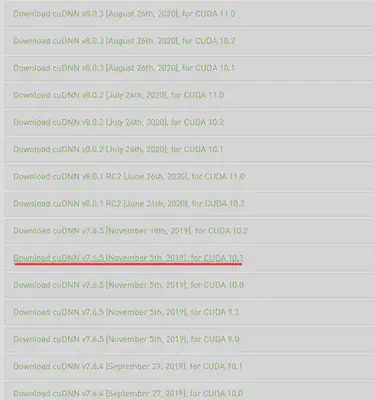 Download cuDNN v8.0.3 [August 26th, 2020], for CUDA 11.0
Download cuDNN v8.0.3 [August 26th, 2020], for CUDA 10.2
Download cuDNN v8.0.3 [August 26th, 2020], for CUDA 10.1
Download cuDNN v8.0.2 [July 24th, 2020], for CUDA 11.0
Download cuDNN v8.0.2 [July 24th, 2020], for CUDA 10.2
Download cuDNN v8.0.2 [July 24th, 2020], for CUDA 10.1
Download cuDNN v8.0.1 RC2 [June 26th, 2020], for CUDA 11.0
Download cuDNN v8.0.1 RC2 [June 26th, 2020], for CUDA 10.2
Download cuDNN v7.6.5 [November 18th, 2019], for CUDA 10.2
Download cuDNN v7.6.5 [November 5th, 2019], for CUDA 10.1
Download cuDNN v7.6.5 [November 5th, 2019], for CUDA 10.0
Download cuDNN v7.6.5 [November 5th, 2019], for CUDA 9.2
Download cuDNN v7.6.5 [November 5th, 2019], for CUDA 9.0
Download cuDNN v7.6.4 [September 27, 2019], for CUDA 10.1
Download cuDNN v7.6.4 [September 27, 2019], for CUDA 10.0